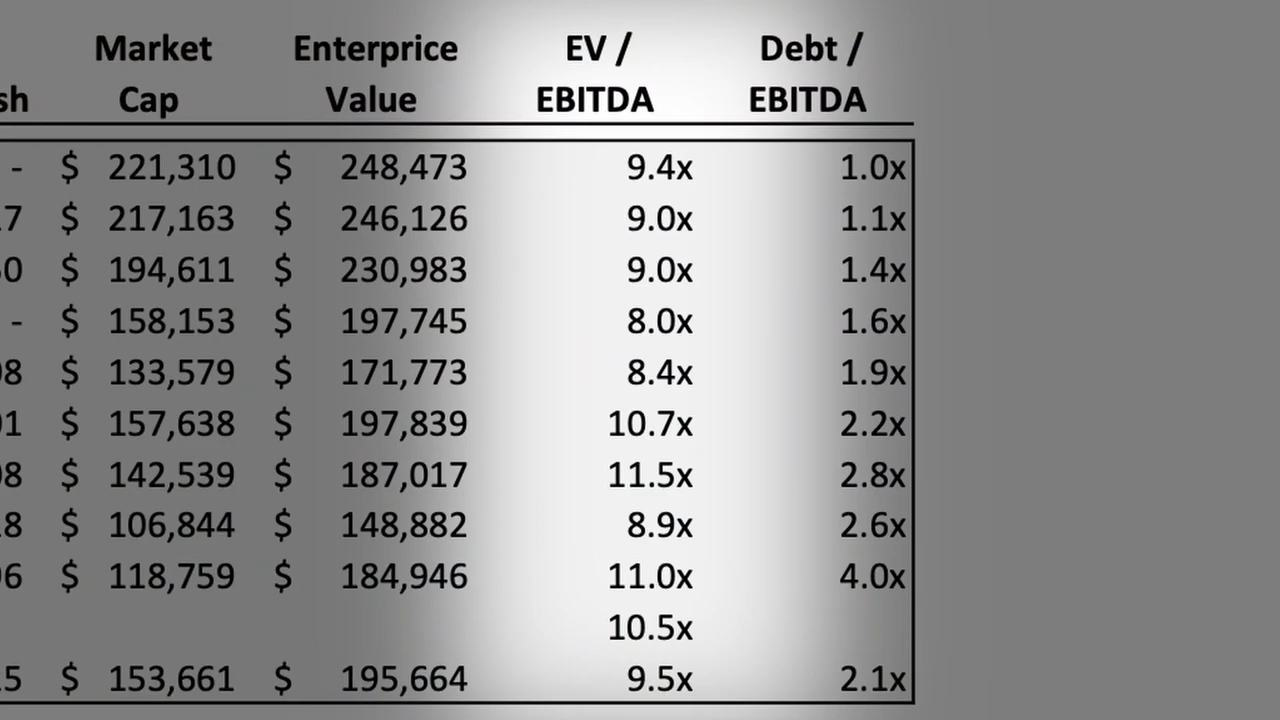 Market Enterprice EV / Debt /
Cap Value EBITDA EBITDA
- $ 221,310 $ 248,473 9.4x 1.0x
$ 217,163 $ 246,126 9.0x 1.1x
$ 194,611 $ 230,983 9.0x 1.4x
- $ 158,153 $ 197,745 8.0x 1.6x
$ 133,579 $ 171,773 8.4x 1.9x
$ 157,638 $ 197,839 10.7x 2.2x
$ 142,539 $ 187,017 11.5x 2.8x
$ 106,844 $ 148,882 8.9x 2.6x
$ 118,759 $ 184,946 11.0x 4.0x
10.5x
$ 153,661 $ 195,664 9.5x 2.1x